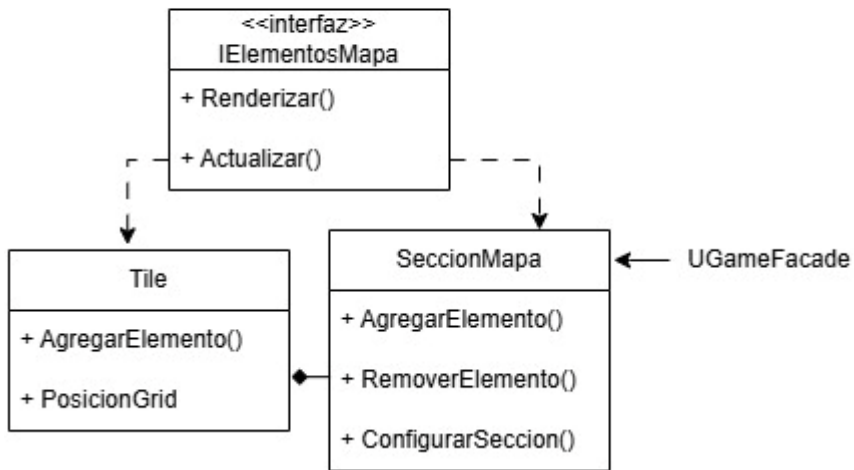 <<interfaz>>
IElementosMapa
+ Renderizar()
+ Actualizar()
Tile
+ AgregarElemento()
+ PosicionGrid
SeccionMapa
+ AgregarElemento()
+ RemoverElemento()
+ ConfigurarSeccion()
UGameFacade